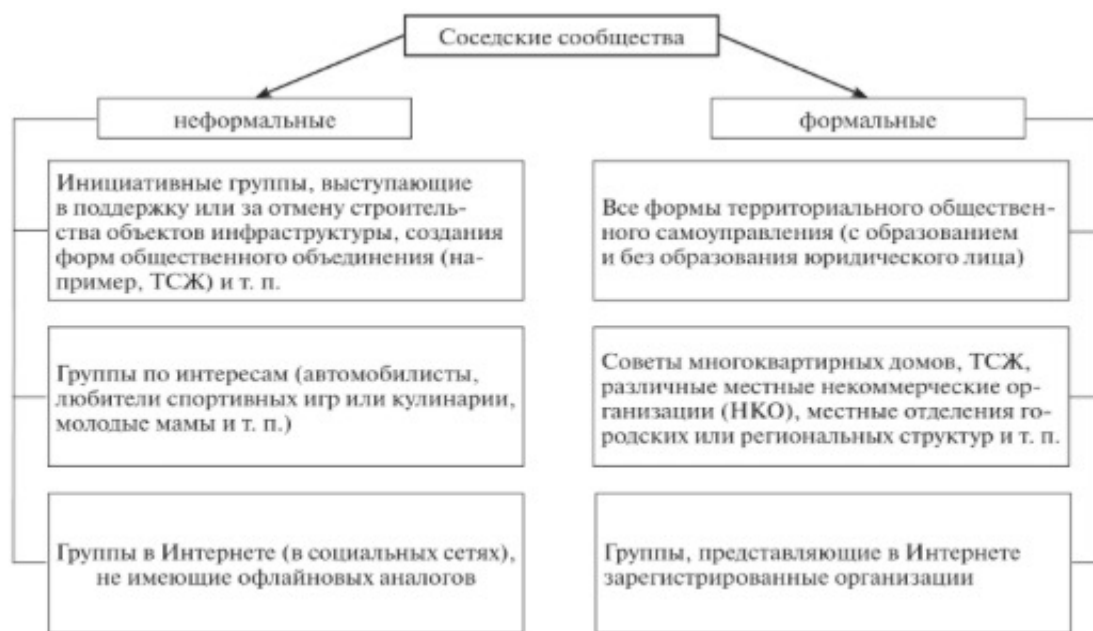 Соседские сообщества
неформальные
Инициативные группы, выступающие
в поддержку или за отмену строитель-
ства объектов инфраструктуры, создания
форм общественного объединения (на-
пример, ТСЖ) и т. п.
Группы по интересам (автомобилисты,
любители спортивных игр или кулинарии,
молодые мамы и т. п.)
Группы в Интернете (в социальных сетях),
не имеющие офлайновых аналогов
формальные
Все формы территориального обществен-
ного самоуправления (с образованием
и без образования юридического лица)
Советы многоквартирных домов, ТСЖ,
различные местные некоммерческие ор-
ганизации (НКО), местные отделения го-
родских или региональных структур и т. п.
Группы, представляющие в Интернете
зарегистрированные организации